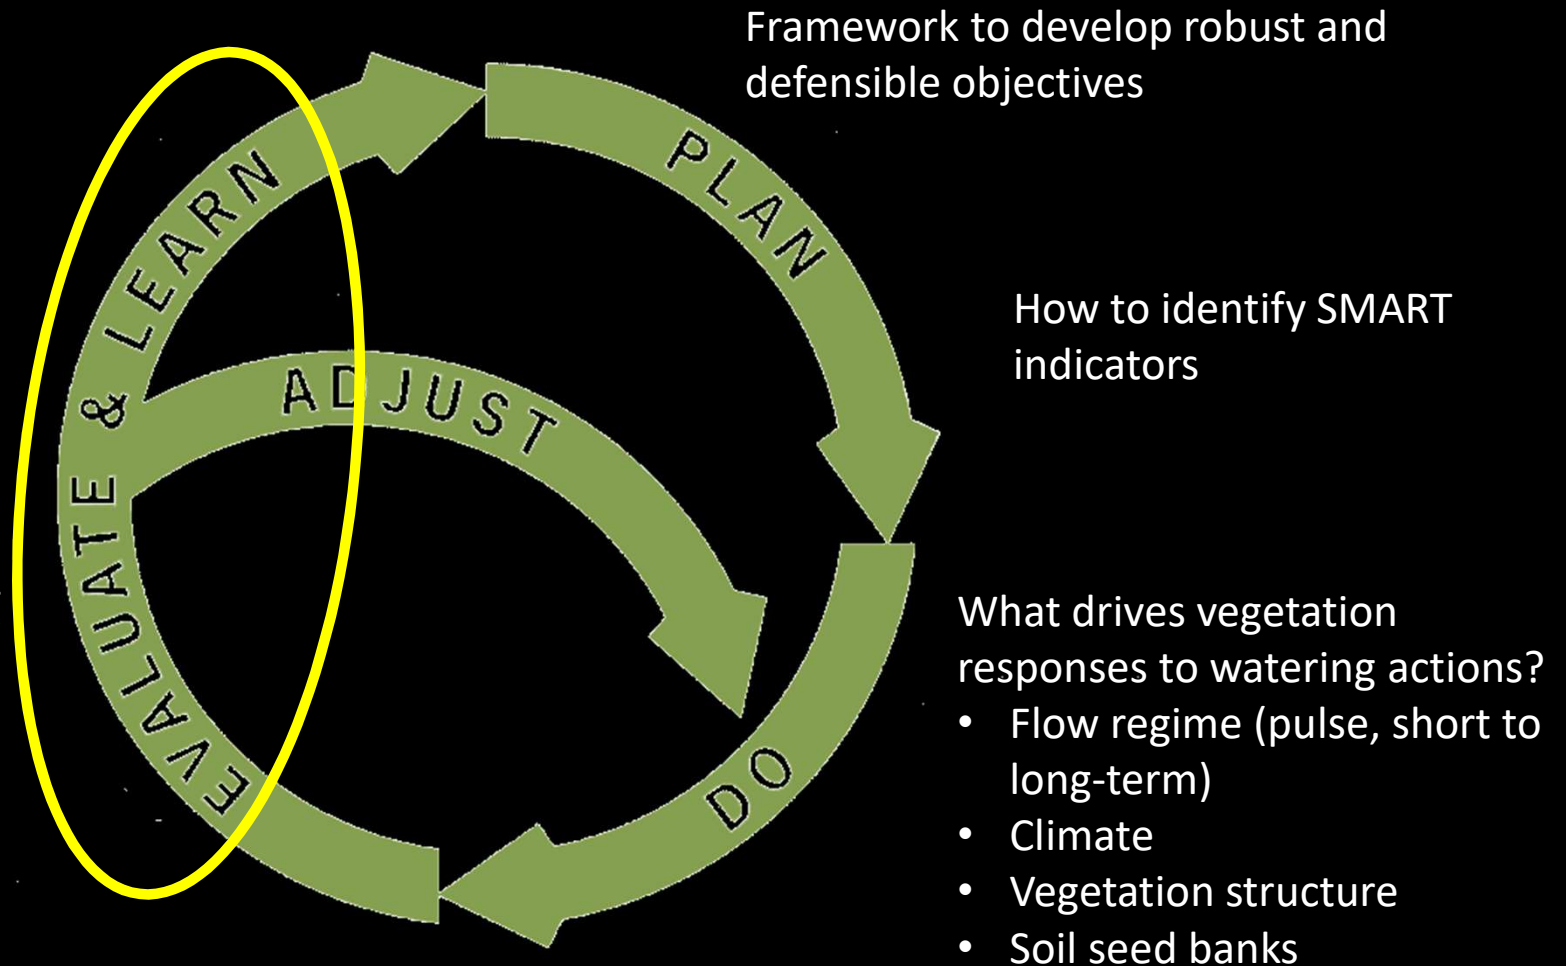 Framework to develop robust and
defensible objectives
PLAN
EVALUATE & LEARN
ADJUST
How to identify SMART
indicators
DO
What drives vegetation
responses to watering actions?
• Flow regime (pulse, short to
long-term)
• Climate
• Vegetation structure
• Soil seed banks